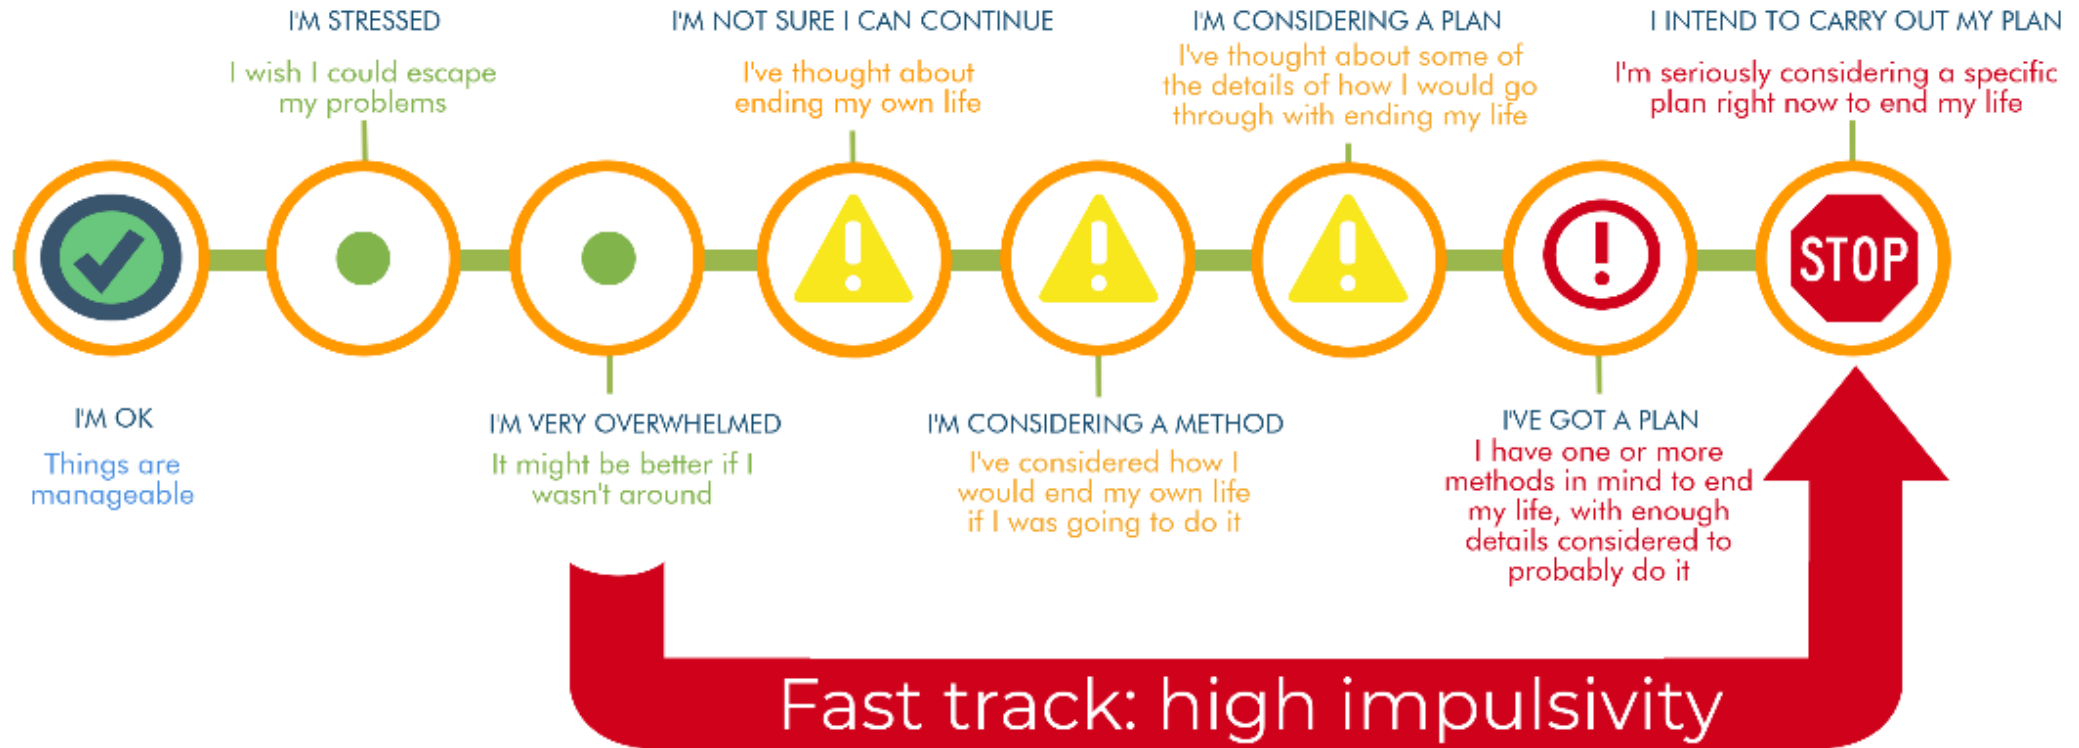 I'M STRESSED
I wish I could escape
my problems
I'M NOT SURE I CAN CONTINUE
I've thought about
ending my own life
I'M CONSIDERING A PLAN
I've thought about some of
the details of how I would go
through with ending my life
I INTEND TO CARRY OUT MY PLAN
I'm seriously considering a specific
plan right now to end my life
STOP
I'M OK
Things are
manageable
I'M VERY OVERWHELMED
It might be better if I
wasn't around
I'M CONSIDERING A METHOD
I've considered how I
would end my own life
if I was going to do it
I'VE GOT A PLAN
I have one or more
methods in mind to end
my life, with enough
details considered to
probably do it
Fast track: high impulsivity